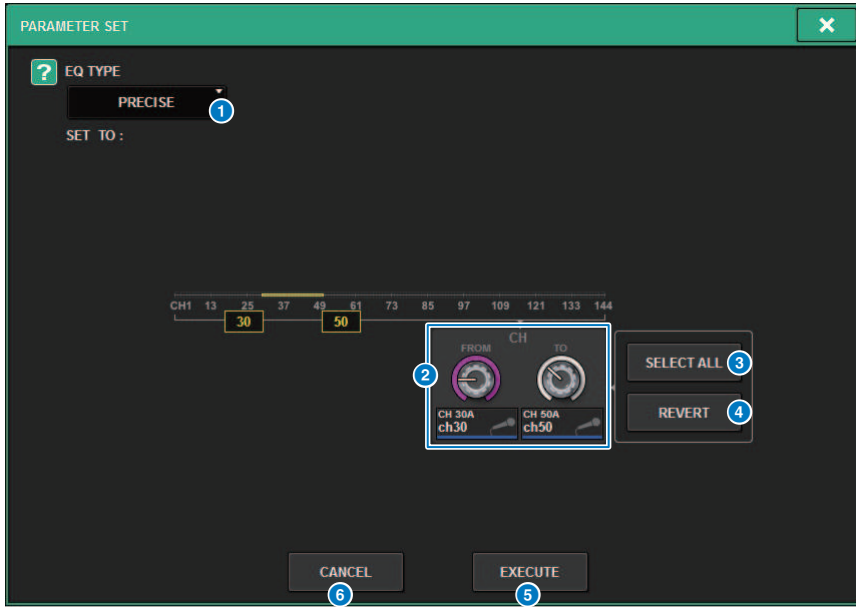 PARAMETER SET
?
EQ TYPE
PRECISE
1
SET TO :
CH1 13 25 37 49 61 73 85 97 109 121 133 144
30 50
CH
2
FROM TO
SELECT ALL 3
CH 30A CH 50A
ch30 ch50
REVERT 4
CANCEL EXECUTE
6 5